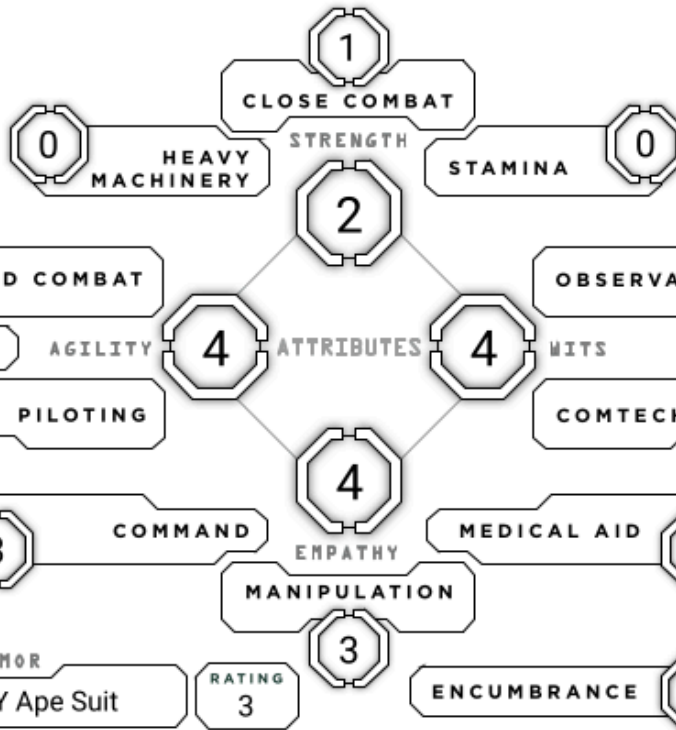 1
CLOSE COMBAT
0
HEAVY
MACHINERY
STRENGTH
STAMINA
0
2
D COMBAT
OBSERVA
AGILITY
4
ATTRIBUTES
4
WITS
PILOTING
COMTECH
4
COMMAND
MEDICAL AID
EMPATHY
MANIPULATION
3
MOR
Y Ape Suit
RATING
3
ENCUMBRANCE